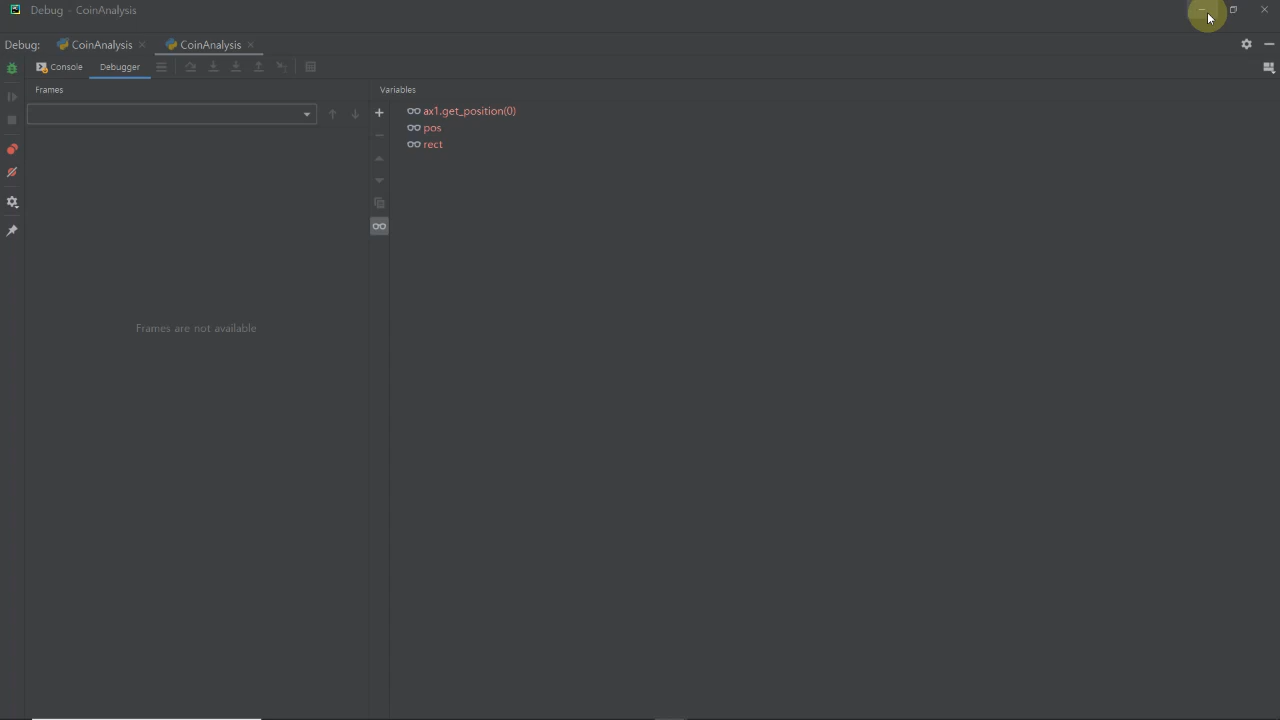 Debug - CoinAnalysis
Debug: CoinAnalysis CoinAnalysis
Console Debugger
Frames Variables
ax1.get_position(0)
pos
rect
Frames are not available